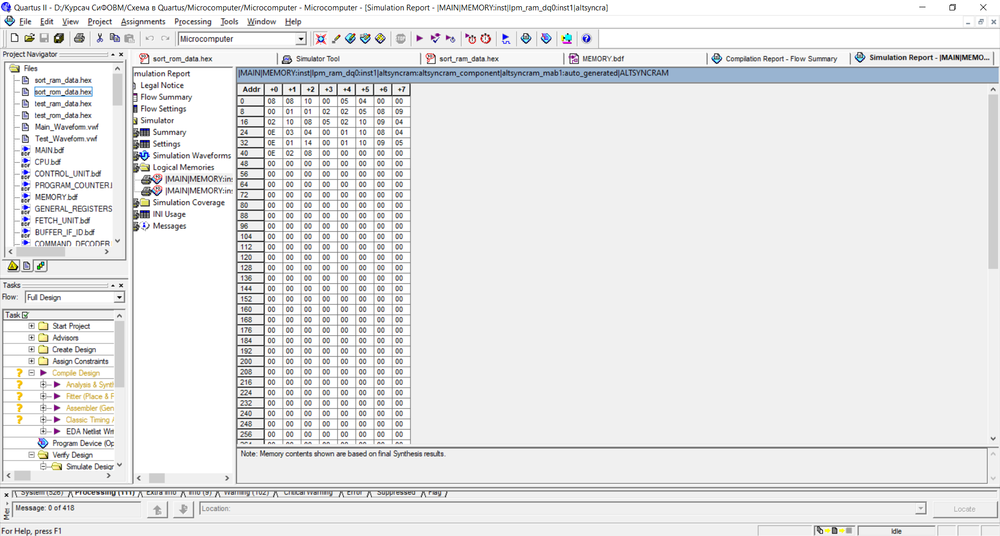 Quartus II - D:/Курсач СиФОВМ/Схема в Quartus/Microcomputer/Microcomputer - Microcomputer - [Simulation Report - |MAIN|MEMORY:inst|lpm_ram_dq0:inst1|altsyncra]
File Edit View Project Assignments Processing Tools Window Help
Microcomputer
Project Navigator
Files
sort_ram_data.hex
sort_rom_data.hex
test_ram_data.hex
test_rom_data.hex
Main_Waveform.vwf
Test_Waveform.vwf
MAIN.bdf
CPU.bdf
CONTROL_UNIT.bdf
PROGRAM_COUNTER.
MEMORY.bdf
GENERAL_REGISTERS
FETCH_UNIT.bdf
BUFFER_IF_ID.bdf
COMMAND_DECODER
Tasks
Flow: Full Design
Task
Start Project
Advisors
Create Design
Assign Constraints
Compile Design
Analysis & Synth
Fitter (Place & F
Assembler (Gen
Classic Timing A
EDA Netlist Wri
Program Device (Op
Verify Design
Simulate Design
sort_rom_data.hex Simulator Tool sort_ram_data.hex MEMORY.bdf Compilation Report - Flow Summary Simulation Report - |MAIN|MEMO...
imulation Report
Legal Notice
Flow Summary
Flow Settings
Simulator
Summary
Settings
Simulation Waveforms
Logical Memories
|MAIN|MEMORY:ins
|MAIN|MEMORY:ins
Simulation Coverage
INI Usage
Messages
|MAIN|MEMORY:inst|lpm_ram_dq0:inst1|altsyncram:altsyncram_component|altsyncram_mab1:auto_generated|ALTSYNCRAM
Addr +0 +1 +2 +3 +4 +5 +6 +7
0 08 08 10 00 05 04 00 00
8 00 01 01 02 02 05 08 09
16 02 10 08 05 02 10 09 04
24 0E 03 04 00 01 10 08 04
32 0E 01 14 00 01 10 09 05
40 0E 02 08 00 00 00 00 00
48 00 00 00 00 00 00 00 00
56 00 00 00 00 00 00 00 00
64 00 00 00 00 00 00 00 00
72 00 00 00 00 00 00 00 00
80 00 00 00 00 00 00 00 00
88 00 00 00 00 00 00 00 00
96 00 00 00 00 00 00 00 00
104 00 00 00 00 00 00 00 00
112 00 00 00 00 00 00 00 00
120 00 00 00 00 00 00 00 00
128 00 00 00 00 00 00 00 00
136 00 00 00 00 00 00 00 00
144 00 00 00 00 00 00 00 00
152 00 00 00 00 00 00 00 00
160 00 00 00 00 00 00 00 00
168 00 00 00 00 00 00 00 00
176 00 00 00 00 00 00 00 00
184 00 00 00 00 00 00 00 00
192 00 00 00 00 00 00 00 00
200 00 00 00 00 00 00 00 00
208 00 00 00 00 00 00 00 00
216 00 00 00 00 00 00 00 00
224 00 00 00 00 00 00 00 00
232 00 00 00 00 00 00 00 00
240 00 00 00 00 00 00 00 00
248 00 00 00 00 00 00 00 00
256 00 00 00 00 00 00 00 00
264 00 00 00 00 00 00 00 00
Note: Memory contents shown are based on final Synthesis results.
System (526) Processing (111) Extra Info Info (9) Warning (102) Critical Warning Error Suppressed Flag
Mes
Message: 0 of 418 Location: Locate
For Help, press F1 Idle